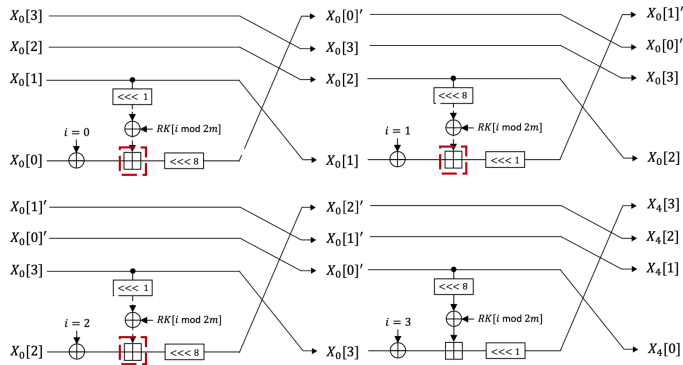 X₀[3] X₀[0]′ X₀[1]′
X₀[2] X₀[3] X₀[0]′
X₀[1] X₀[2] X₀[3]
<<< 1 <<< 8
i = 0 RK[i mod 2m] i = 1 RK[i mod 2m]
X₀[0] <<< 8 X₀[1] <<< 1 X₀[2]
X₀[1]′ X₀[2]′ X₄[3]
X₀[0]′ X₀[1]′ X₄[2]
X₀[3] X₀[0]′ X₄[1]
<<< 1 <<< 8
i = 2 RK[i mod 2m] i = 3 RK[i mod 2m]
X₀[2] <<< 8 X₀[3] <<< 1 X₄[0]